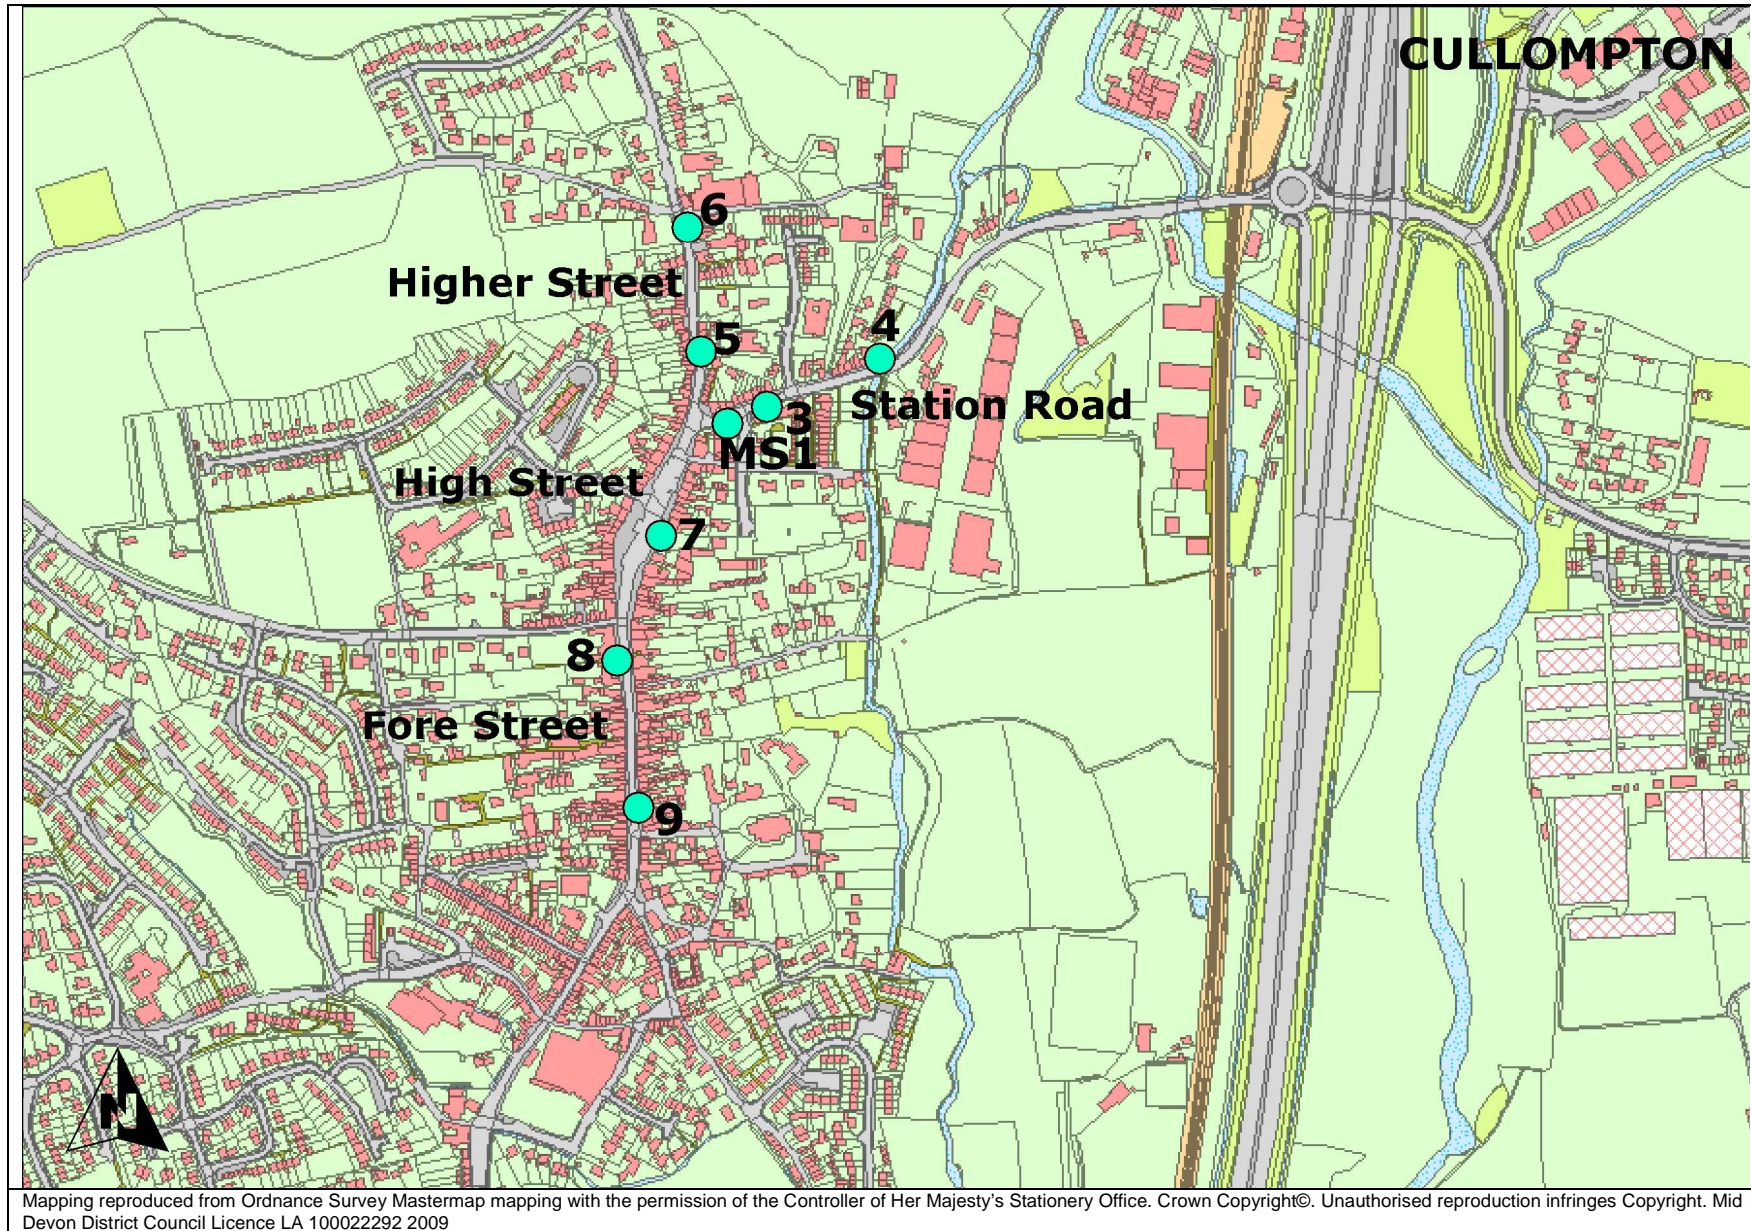 CULLOMPTON
6
Higher Street
5
4
3
Station Road
MS1
High Street
7
8
Fore Street
9
N
Mapping reproduced from Ordnance Survey Mastermap mapping with the permission of the Controller of Her Majesty’s Stationery Office. Crown Copyright©. Unauthorised reproduction infringes Copyright. Mid
Devon District Council Licence LA 100022292 2009